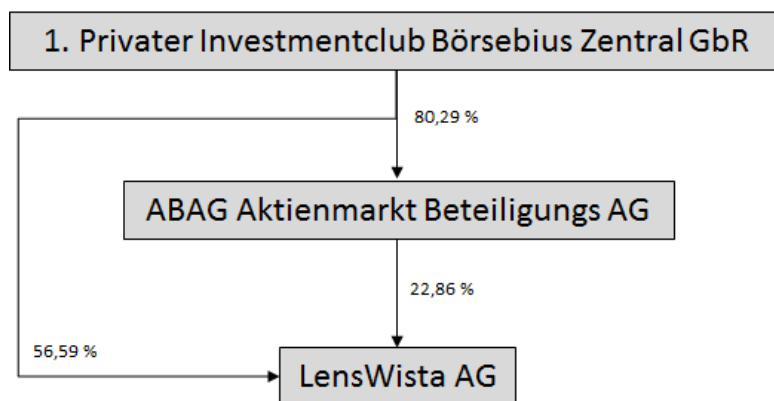 1. Privater Investmentclub Börsebius Zentral GbR
80,29 %
ABAG Aktienmarkt Beteiligungs AG
22,86 %
56,59 %
LensWista AG